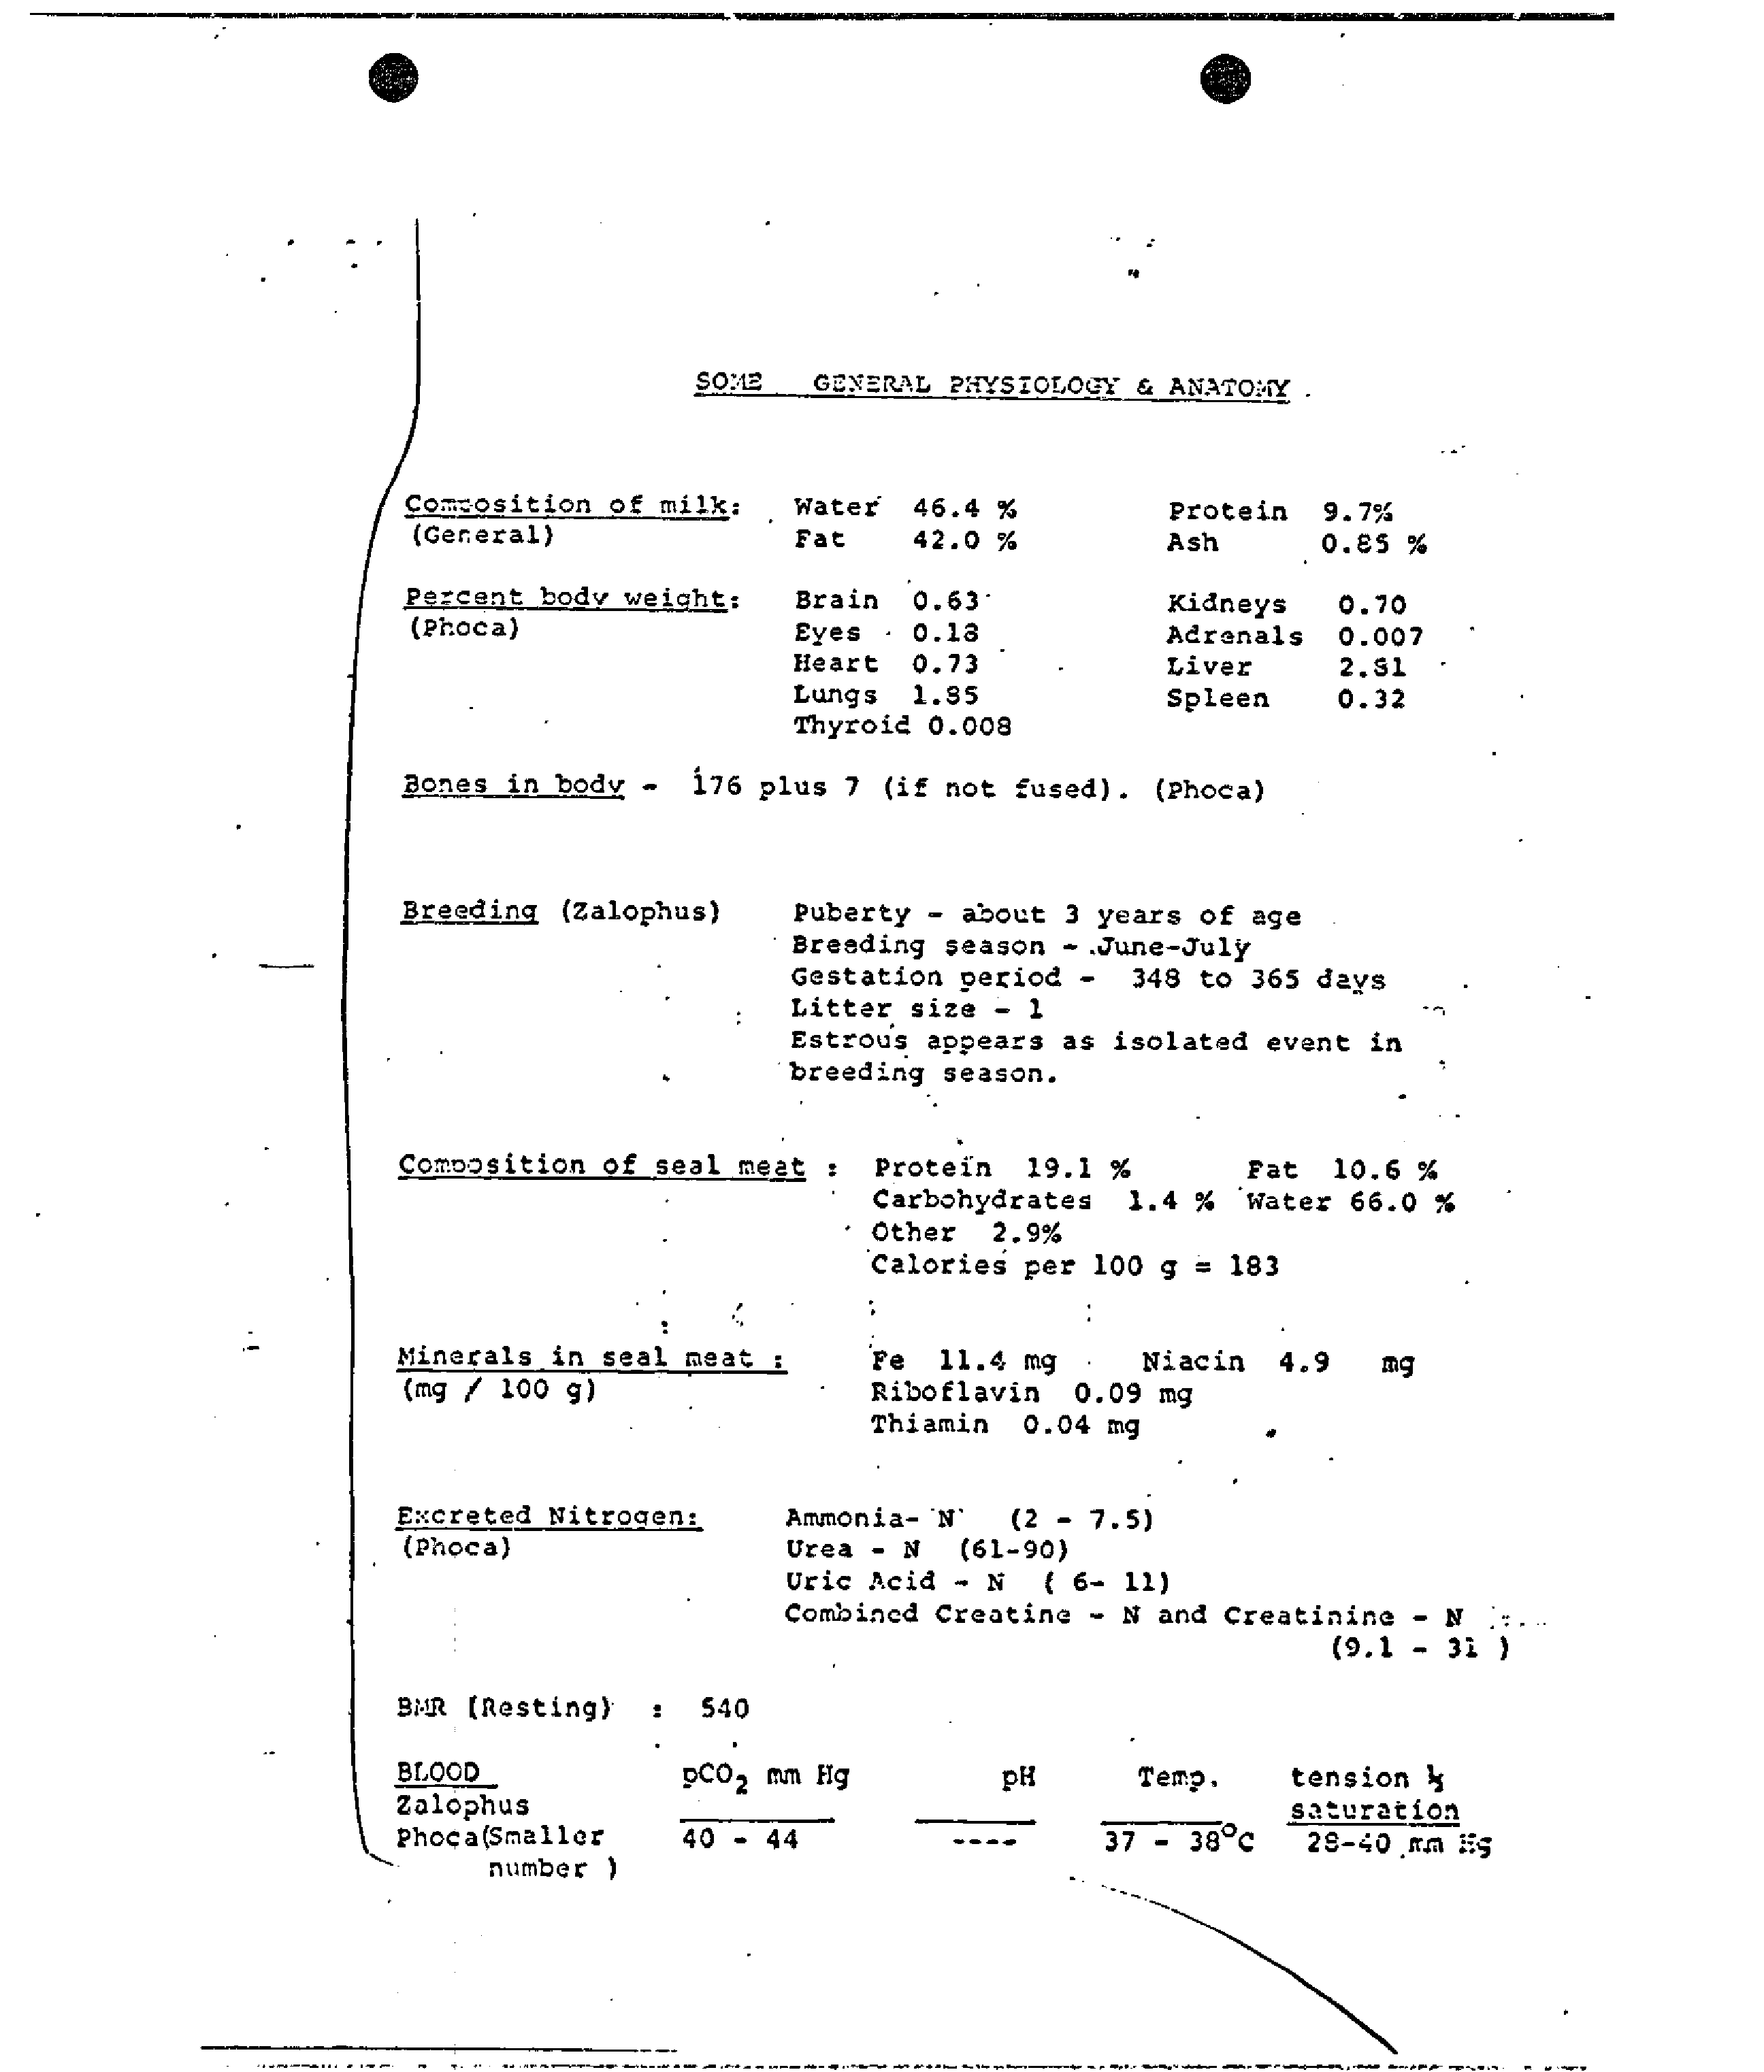 SOME GENERAL PHYSIOLOGY & ANATOMY.
Composition of milk: Water 46.4 % Protein 9.7%
(General) Fat 42.0 % Ash 0.85 %
Percent body weight: Brain 0.63 Kidneys 0.70
(Phoca) Eyes 0.18 Adrenals 0.007
Heart 0.73 Liver 2.81
Lungs 1.85 Spleen 0.32
Thyroid 0.008
Bones in body - 176 plus 7 (if not fused). (Phoca)
Breeding (Zalophus) Puberty - about 3 years of age
Breeding season - June-July
Gestation period - 348 to 365 days
Litter size - 1
Estrous appears as isolated event in
breeding season.
Composition of seal meat : Protein 19.1 % Fat 10.6 %
Carbohydrates 1.4 % Water 66.0 %
Other 2.9%
Calories per 100 g = 183
Minerals in seal meat : Fe 11.4 mg Niacin 4.9 mg
(mg / 100 g) Riboflavin 0.09 mg
Thiamin 0.04 mg
Excreted Nitrogen: Ammonia- N (2 - 7.5)
(Phoca) Urea - N (61-90)
Uric Acid - N ( 6- 11)
Combined Creatine - N and Creatinine - N
(9.1 - 31 )
BMR (Resting) : 540
BLOOD pCO2 mm Hg pH Temp. tension ½
Zalophus saturation
Phoca(Smaller 40 - 44 ---- 37 - 38°C 28-40 mm Hg
number )